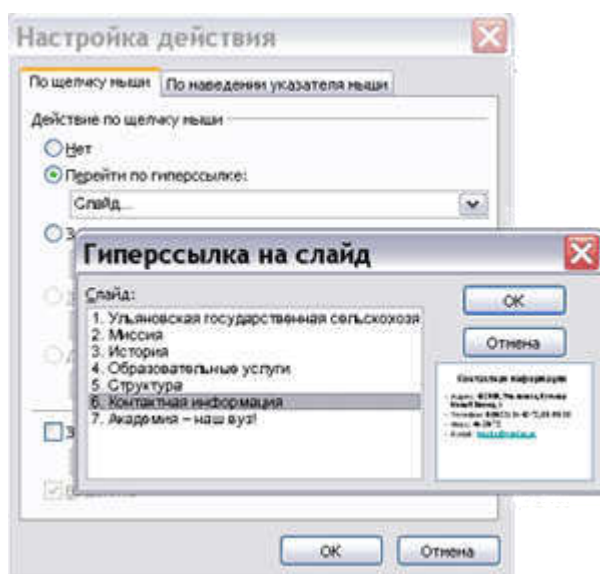 Настройка действия
По щелчку мыши
По наведении указателя мыши
Действие по щелчку мыши
Нет
Перейти по гиперссылке:
Слайд...
З
Гиперссылка на слайд
Слайд:
1. Ульяновская государственная сельскохозя
2. Миссия
3. История
4. Образовательные услуги
5. Структура
6. Контактная информация
7. Академия – наш вуз!
ОК
Отмена
Контактная информация
З
ОК
Отмена